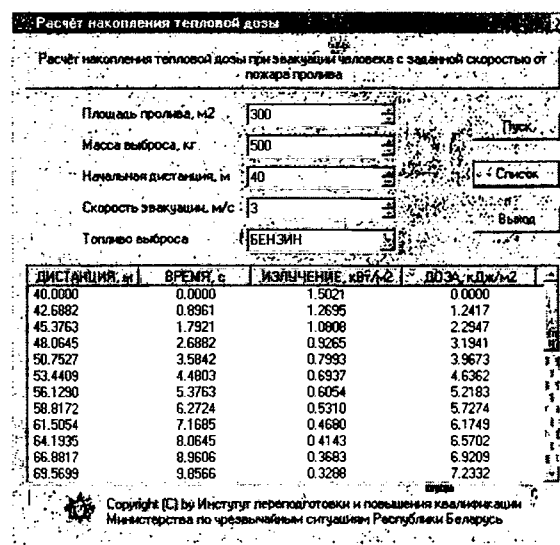 Расчёт накопления тепловой дозы
Расчёт накопления тепловой дозы при эвакуации человека с заданной скоростью от
пожара пролива
Площадь пролива, м2 300
Масса выброса, кг 500
Начальная дистанция, м 40
Скорость эвакуации, м/с 3
Топливо выброса БЕНЗИН
Пуск
Список
Выход
ДИСТАНЦИЯ, м ВРЕМЯ, с ИЗЛУЧЕНИЕ, кВт/м2 ДОЗА, кДж/м2
40.0000 0.0000 1.5021 0.0000
42.6882 0.8961 1.2695 1.2417
45.3763 1.7921 1.0808 2.2947
48.0645 2.6882 0.9265 3.1941
50.7527 3.5842 0.7993 3.9673
53.4409 4.4803 0.6937 4.6362
56.1290 5.3763 0.6054 5.2183
58.8172 6.2724 0.5310 5.7274
61.5054 7.1685 0.4680 6.1749
64.1935 8.0645 0.4143 6.5702
66.8817 8.9606 0.3683 6.9209
69.5699 9.8566 0.3288 7.2332
Copyright (C) by Институт переподготовки и повышения квалификации
Министерства по чрезвычайным ситуациям Республики Беларусь